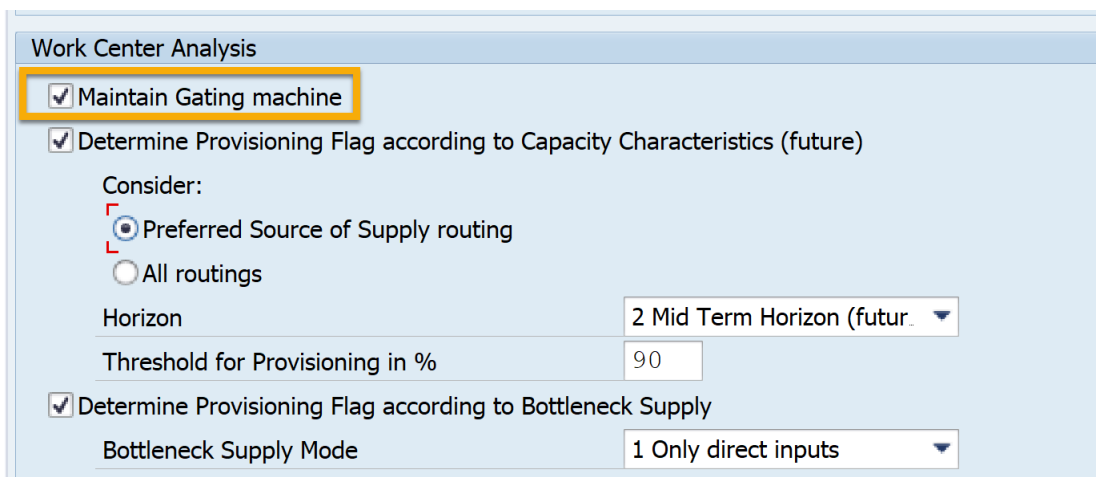 Work Center Analysis
Maintain Gating machine
Determine Provisioning Flag according to Capacity Characteristics (future)
Consider:
Preferred Source of Supply routing
All routings
Horizon 2 Mid Term Horizon (futur..
Threshold for Provisioning in % 90
Determine Provisioning Flag according to Bottleneck Supply
Bottleneck Supply Mode 1 Only direct inputs